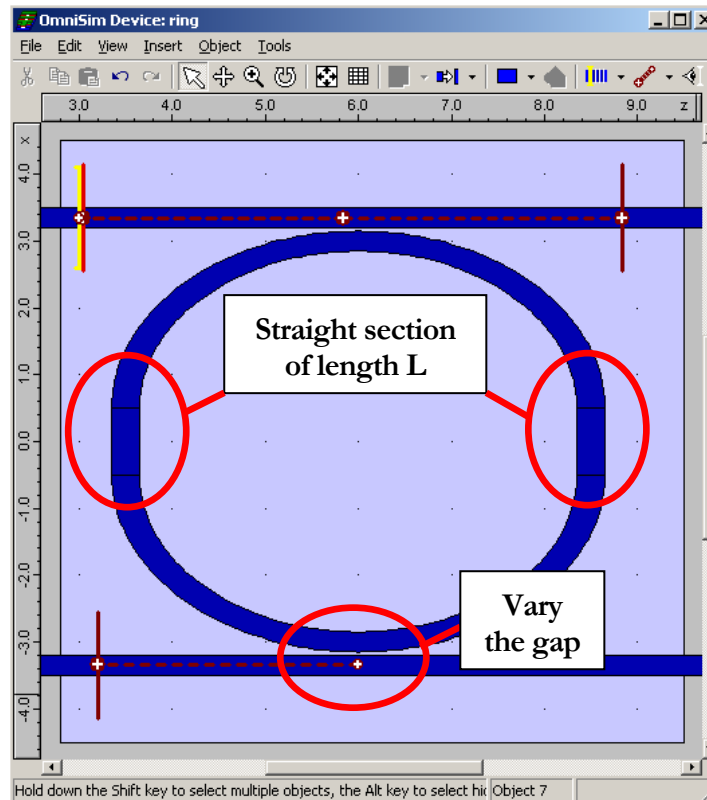 OmniSim Device: ring
File Edit View Insert Object Tools
3.0 4.0 5.0 6.0 7.0 8.0 9.0 z
x
4.0
3.0
2.0
1.0
0.0
-1.0
-2.0
-3.0
-4.0
Straight section
of length L
Vary
the gap
Hold down the Shift key to select multiple objects, the Alt key to select hi Object 7